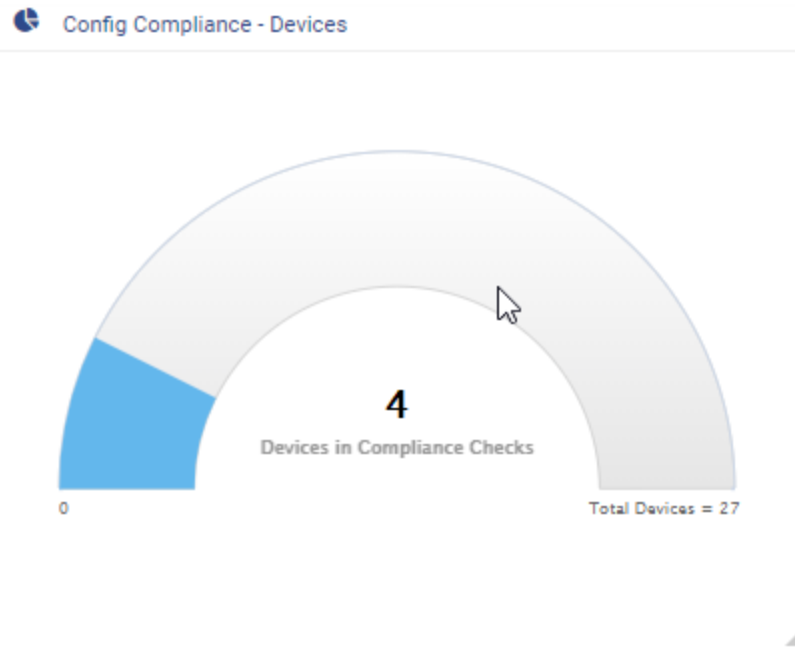 Config Compliance - Devices
4
Devices in Compliance Checks
0
Total Devices = 27